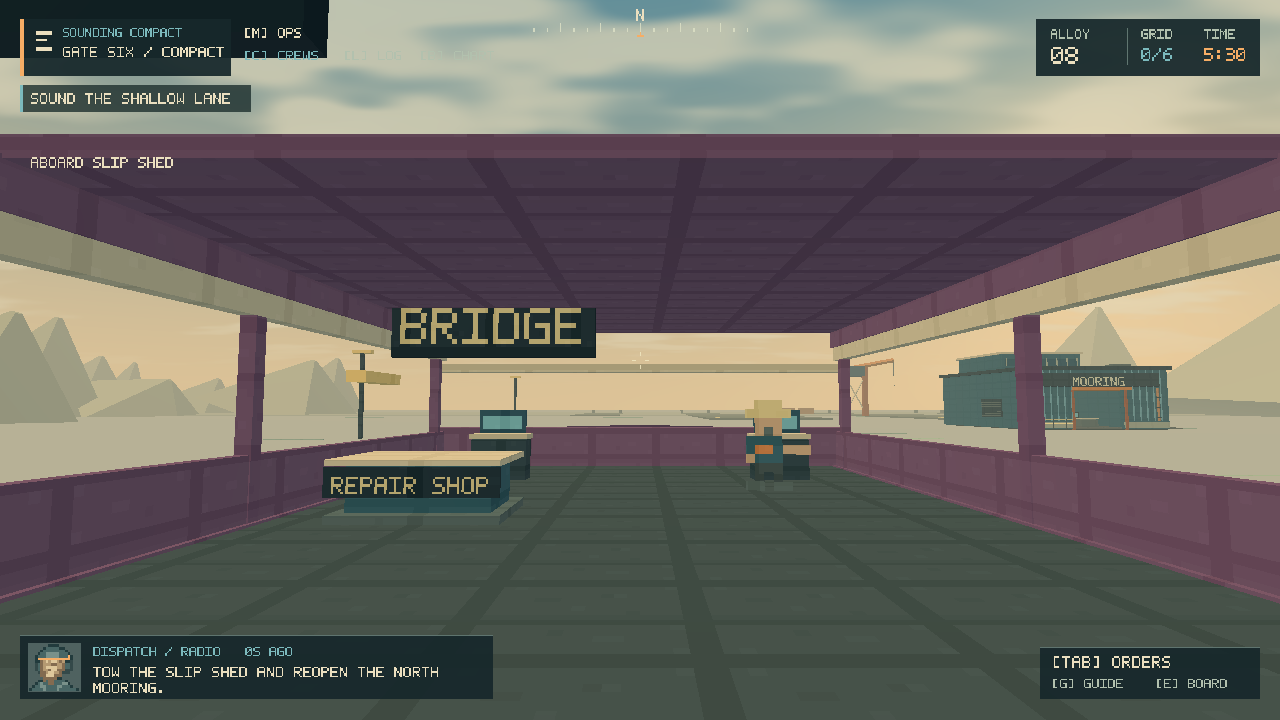 SOUNDING COMPACT
GATE SIX / COMPACT
[M] OPS
[C] CREWS [L] LOG
N
ALLOY
08
GRID
0/6
TIME
5:30
SOUND THE SHALLOW LANE
ABOARD SLIP SHED
BRIDGE
MOORING
REPAIR SHOP
DISPATCH / RADIO 0S AGO
TOW THE SLIP SHED AND REOPEN THE NORTH
MOORING.
[TAB] ORDERS
[G] GUIDE [E] BOARD